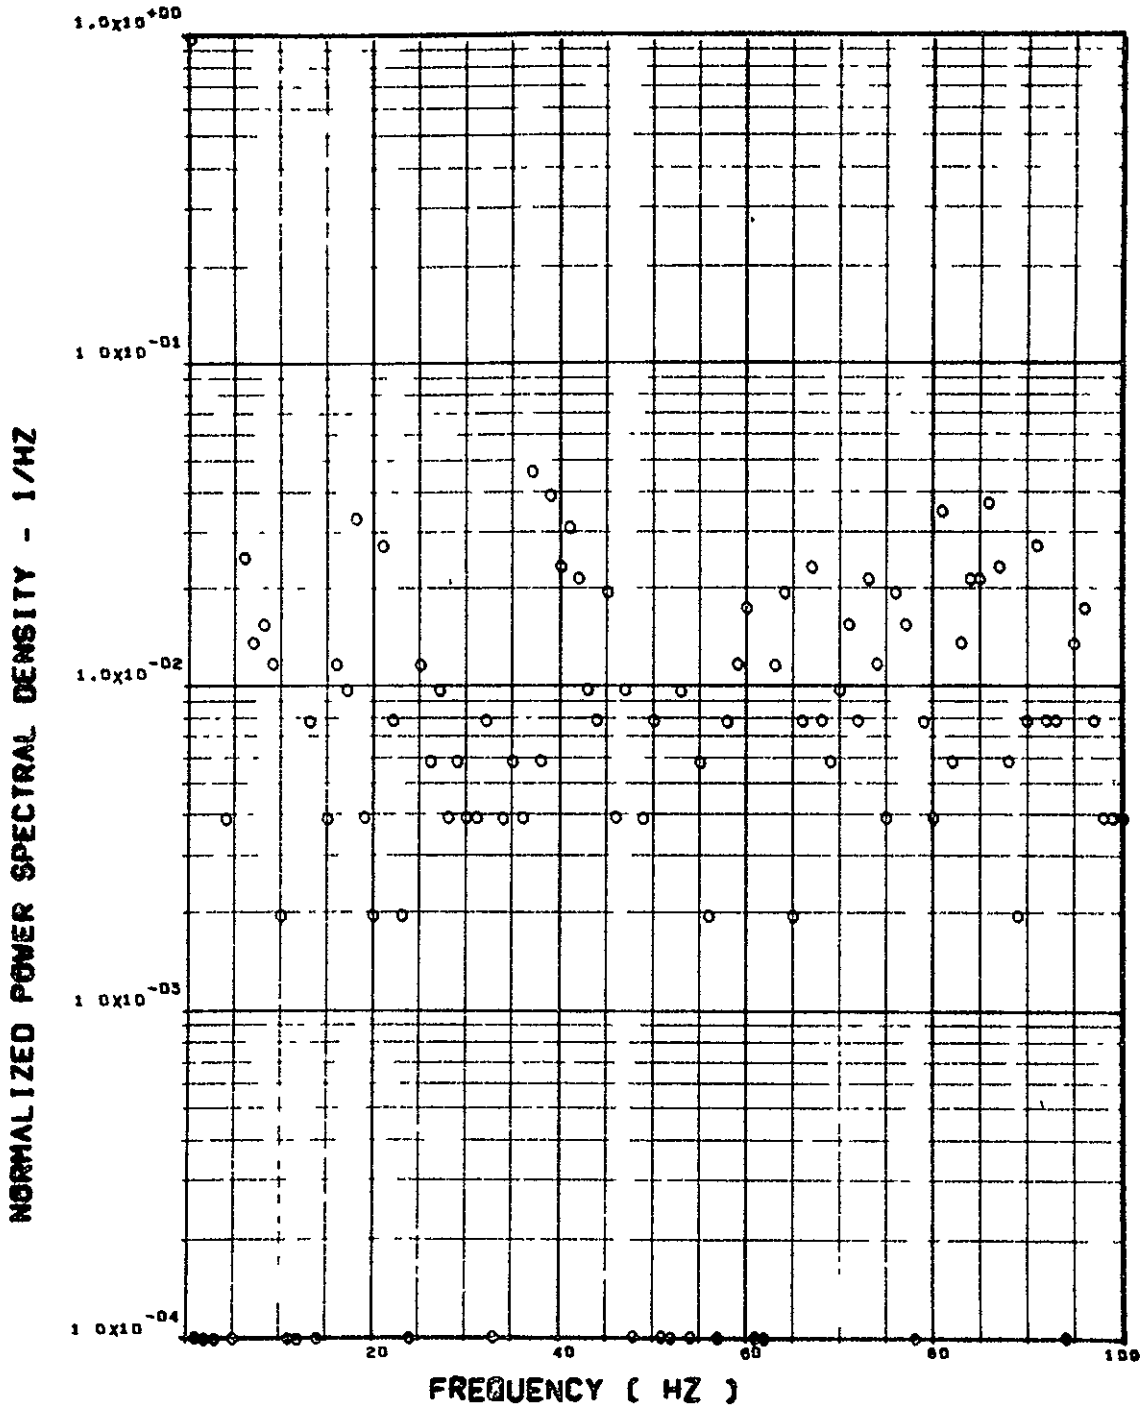 1.0X10+00
1 0X10-01
1.0X10-02
1 0X10-03
1 0X10-04
NORMALIZED POWER SPECTRAL DENSITY - 1/HZ
20 40 60 80 100
FREQUENCY ( HZ )